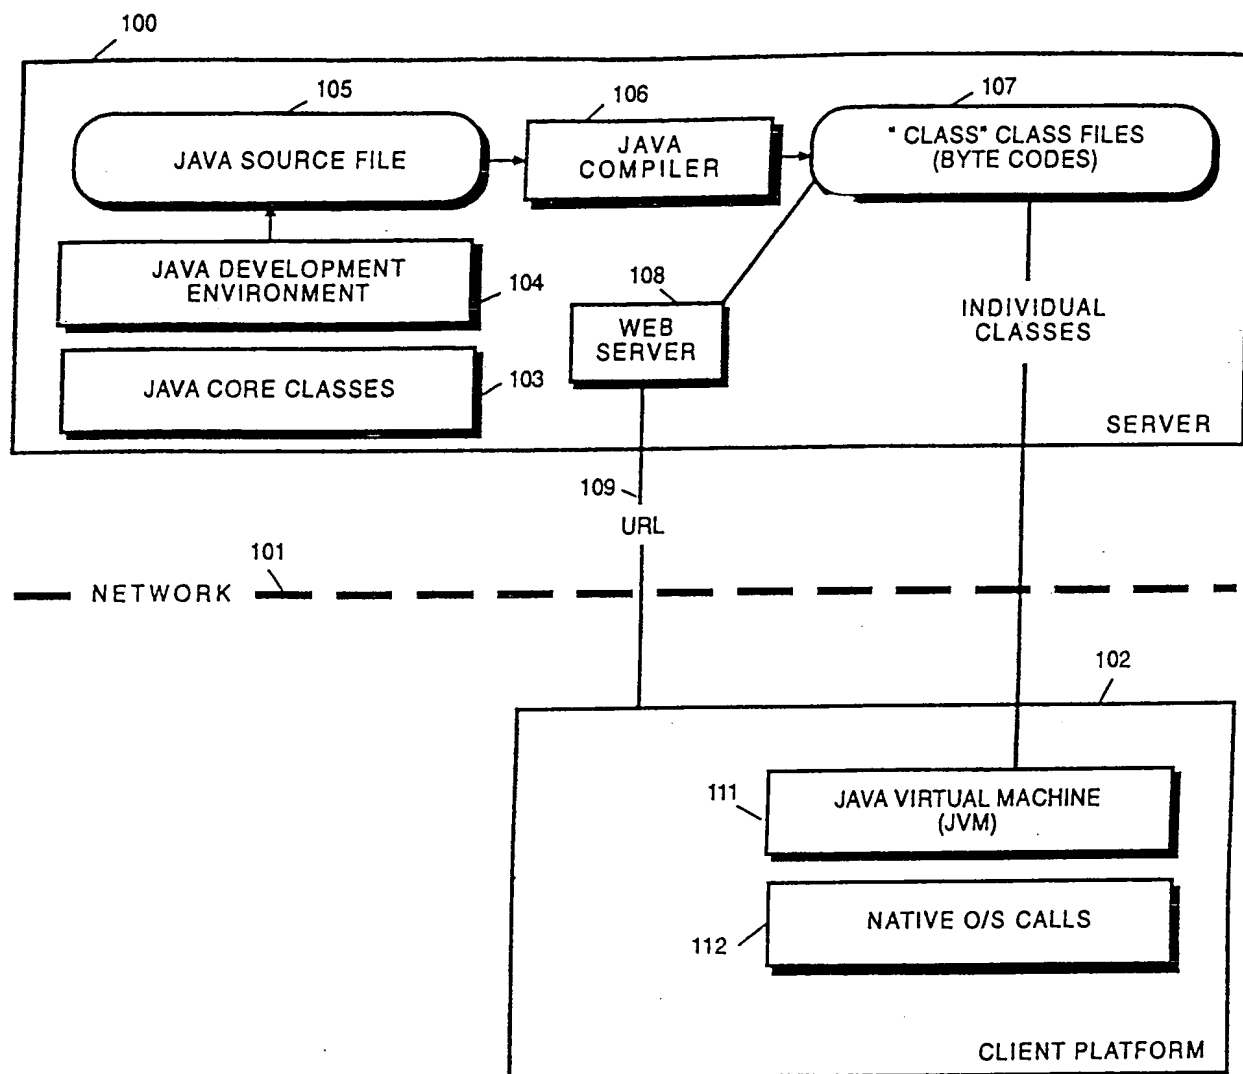 100
105
106
107
JAVA SOURCE FILE
JAVA
COMPILER
" CLASS" CLASS FILES
(BYTE CODES)
JAVA DEVELOPMENT
ENVIRONMENT
104
108
WEB
SERVER
INDIVIDUAL
CLASSES
JAVA CORE CLASSES
103
SERVER
109
URL
101
NETWORK
102
111
JAVA VIRTUAL MACHINE
(JVM)
NATIVE O/S CALLS
112
CLIENT PLATFORM